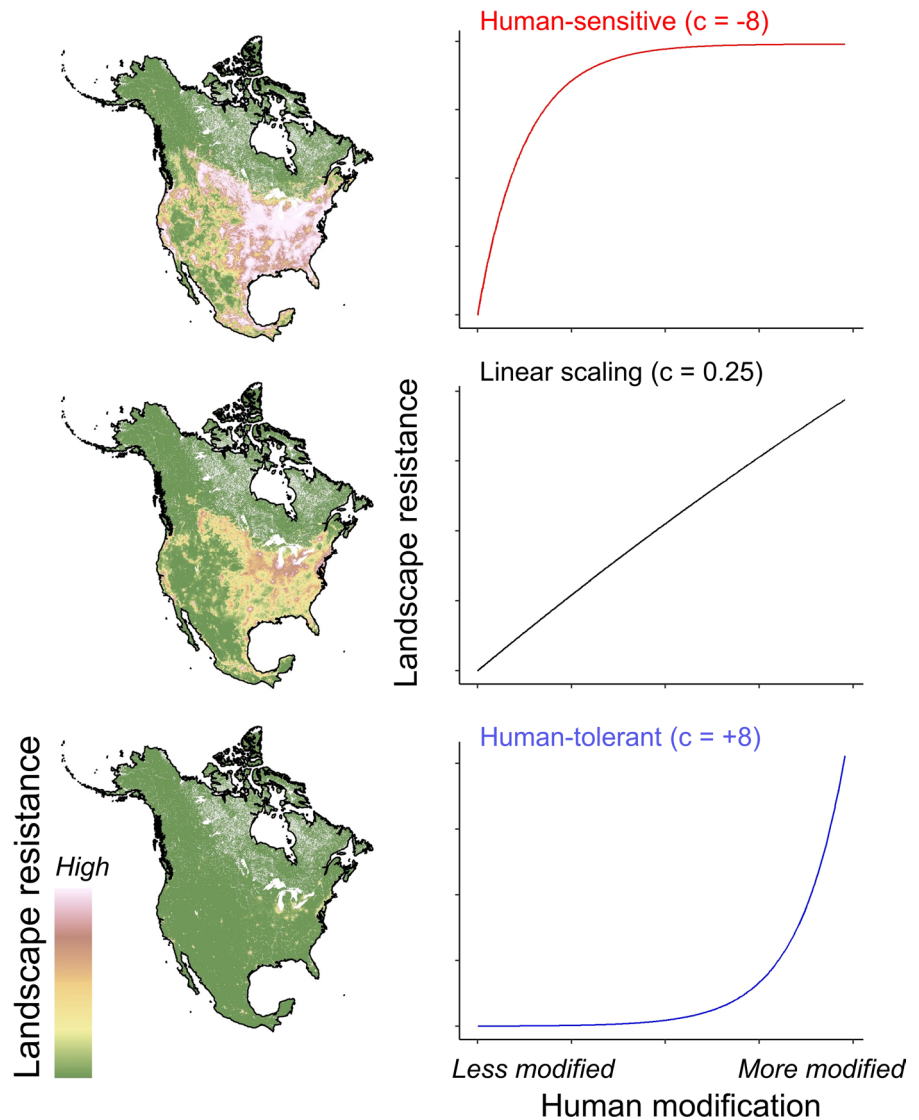 Human-sensitive (c = -8)
Linear scaling (c = 0.25)
Landscape resistance
Human-tolerant (c = +8)
High
Landscape resistance
Less modified
More modified
Human modification